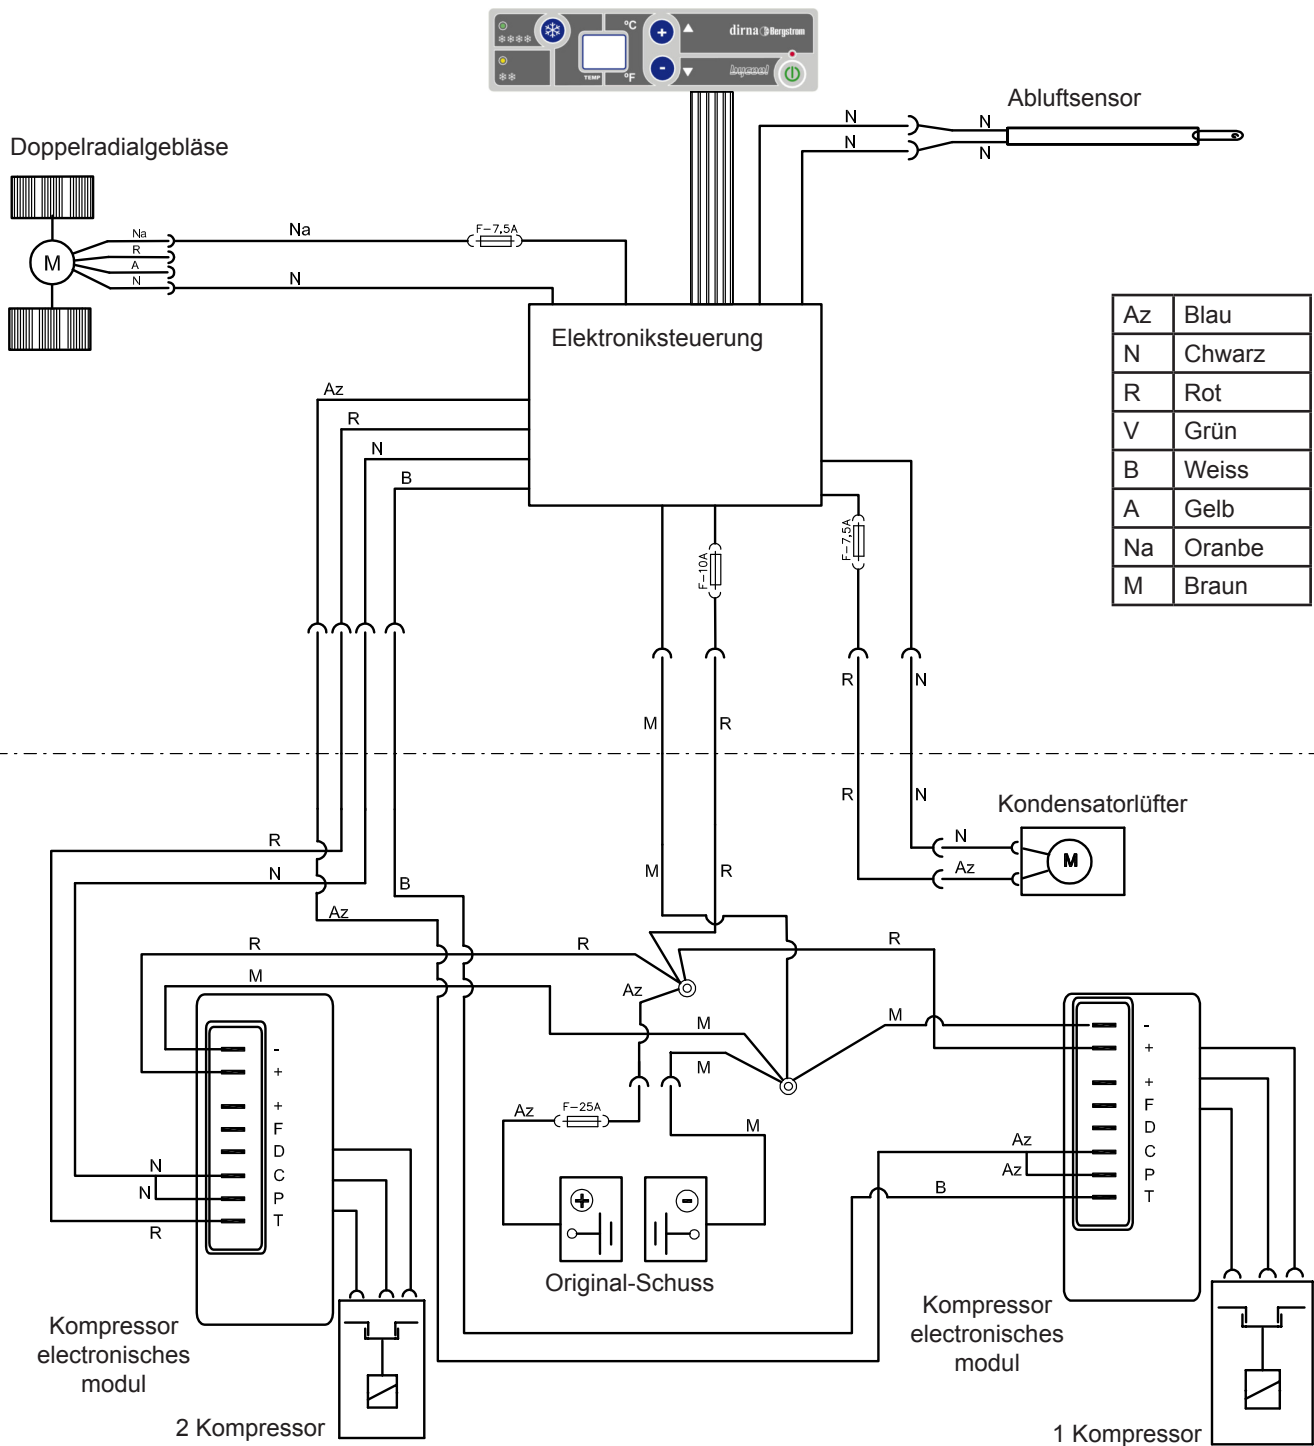 °C
°F
TEMP
+
-
dirna Bergstrom
bycool
Abluftsensor
N
N
N
N
Doppelradialgebläse
M
Na
R
A
N
Na
N
F-7,5A
Elektroniksteuerung
Az Blau
N Chwarz
R Rot
V Grün
B Weiss
A Gelb
Na Oranbe
M Braun
Az
R
N
B
F-10A
F-7,5A
M
R
R
N
R
N
M
R
Kondensatorlüfter
N
Az
M
R
N
B
Az
R
R
R
M
Az
M
M
M
Az
F-25A
M
-
+
+
F
D
C
P
T
N
N
R
-
+
+
F
D
C
P
T
Az
Az
B
+
-
Original-Schuss
Kompressor
electronisches
modul
2 Kompressor
Kompressor
electronisches
modul
1 Kompressor